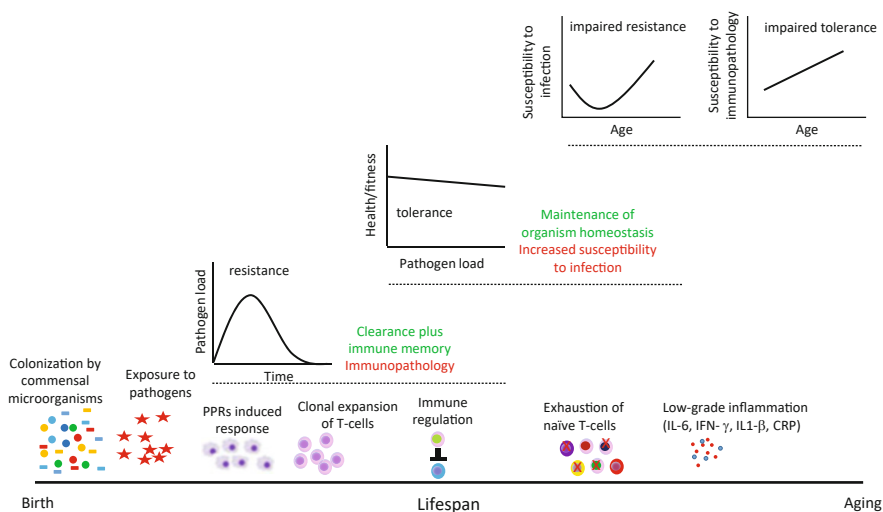 Susceptibility to
infection
impaired resistance
Age
Susceptibility to
immunopathology
impaired tolerance
Age
Health/fitness
tolerance
Pathogen load
Maintenance of
organism homeostasis
Increased susceptibility
to infection
Pathogen load
resistance
Time
Clearance plus
immune memory
Immunopathology
Colonization by
commensal
microorganisms
Exposure to
pathogens
PPRs induced
response
Clonal expansion
of T-cells
Immune
regulation
Exhaustion of
naïve T-cells
Low-grade inflammation
(IL-6, IFN- γ, IL1-β, CRP)
Birth
Lifespan
Aging